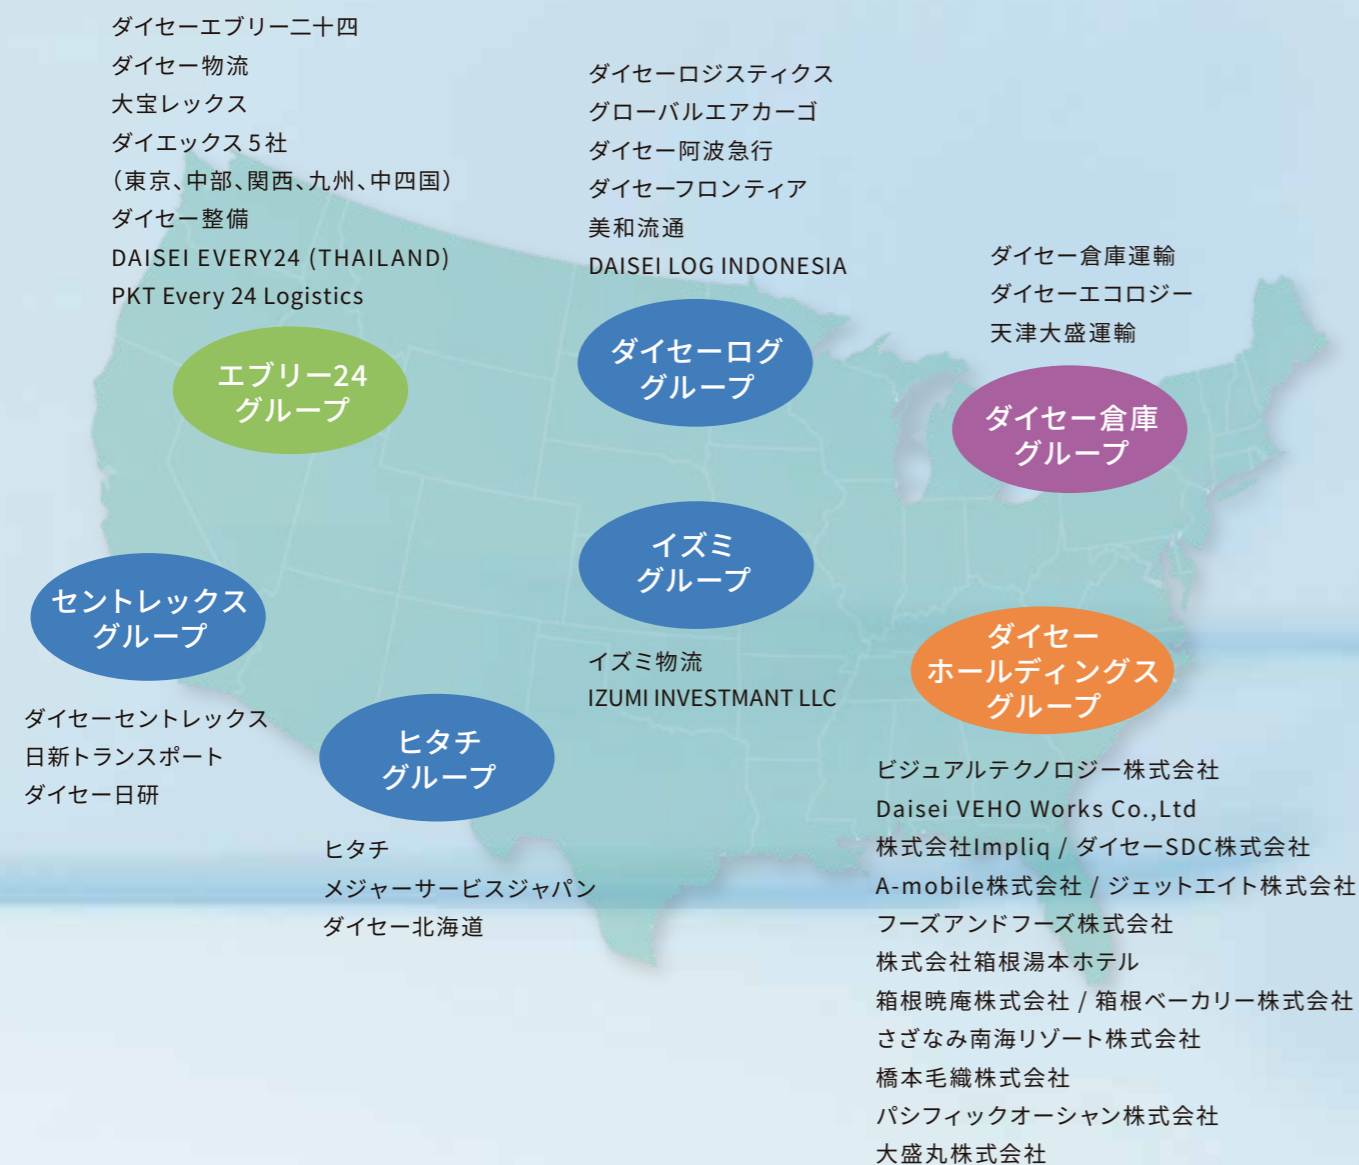 ダイセーエブリー二十四
ダイセー物流
大宝レックス
ダイエックス5社
（東京、中部、関西、九州、中四国）
ダイセー整備
DAISEI EVERY24 (THAILAND)
PKT Every 24 Logistics
エブリー24
グループ
ダイセーロジスティクス
グローバルエアカーゴ
ダイセー阿波急行
ダイセーフロンティア
美和流通
DAISEI LOG INDONESIA
ダイセーログ
グループ
ダイセー倉庫運輸
ダイセーエコロジー
天津大盛運輸
ダイセー倉庫
グループ
セントレックス
グループ
ダイセーセントレックス
日新トランスポート
ダイセー日研
ヒタチ
グループ
ヒタチ
メジャーサービスジャパン
ダイセー北海道
イズミ
グループ
イズミ物流
IZUMI INVESTMANT LLC
ダイセー
ホールディングス
グループ
ビジュアルテクノロジー株式会社
Daisei VEHO Works Co.,Ltd
株式会社Impliq / ダイセーSDC株式会社
A-mobile株式会社 / ジェットエイト株式会社
フーズアンドフーズ株式会社
株式会社箱根湯本ホテル
箱根暁庵株式会社 / 箱根ベーカリー株式会社
さざなみ南海リゾート株式会社
橋本毛織株式会社
パシフィックオーシャン株式会社
大盛丸株式会社